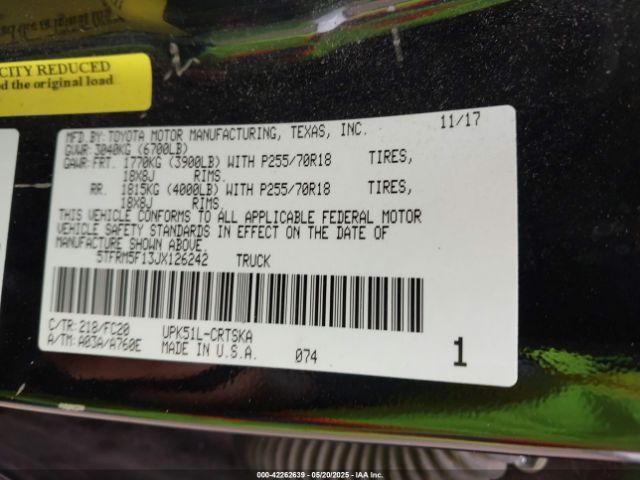 CITY REDUCED
d the original load
MFD.BY: TOYOTA MOTOR MANUFACTURING, TEXAS, INC. 11/17
GVWR: 3040KG (6700LB)
GAWR: FRT. 1770KG (3900LB) WITH P255/70R18 TIRES,
18X8J RIMS.
RR. 1815KG (4000LB) WITH P255/70R18 TIRES,
18X8J RIMS.
THIS VEHICLE CONFORMS TO ALL APPLICABLE FEDERAL MOTOR
VEHICLE SAFETY STANDARDS IN EFFECT ON THE DATE OF
MANUFACTURE SHOWN ABOVE.
5TFRM5F13JX126242 TRUCK
C/TR: 218/FC20 UPK51L-CRTSKA
A/TM: A03A/A760E MADE IN U.S.A. 074 1
000-42262639 - 05/20/2025 - IAA Inc.